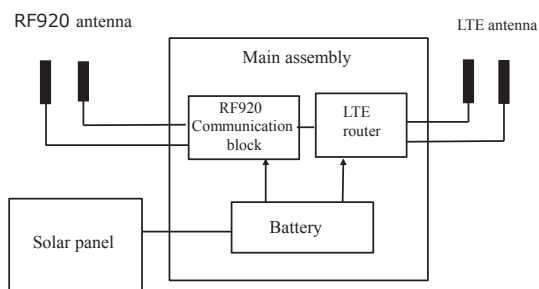 RF920 antenna
LTE antenna
Main assembly
RF920
Communication
block
LTE
router
Solar panel
Battery